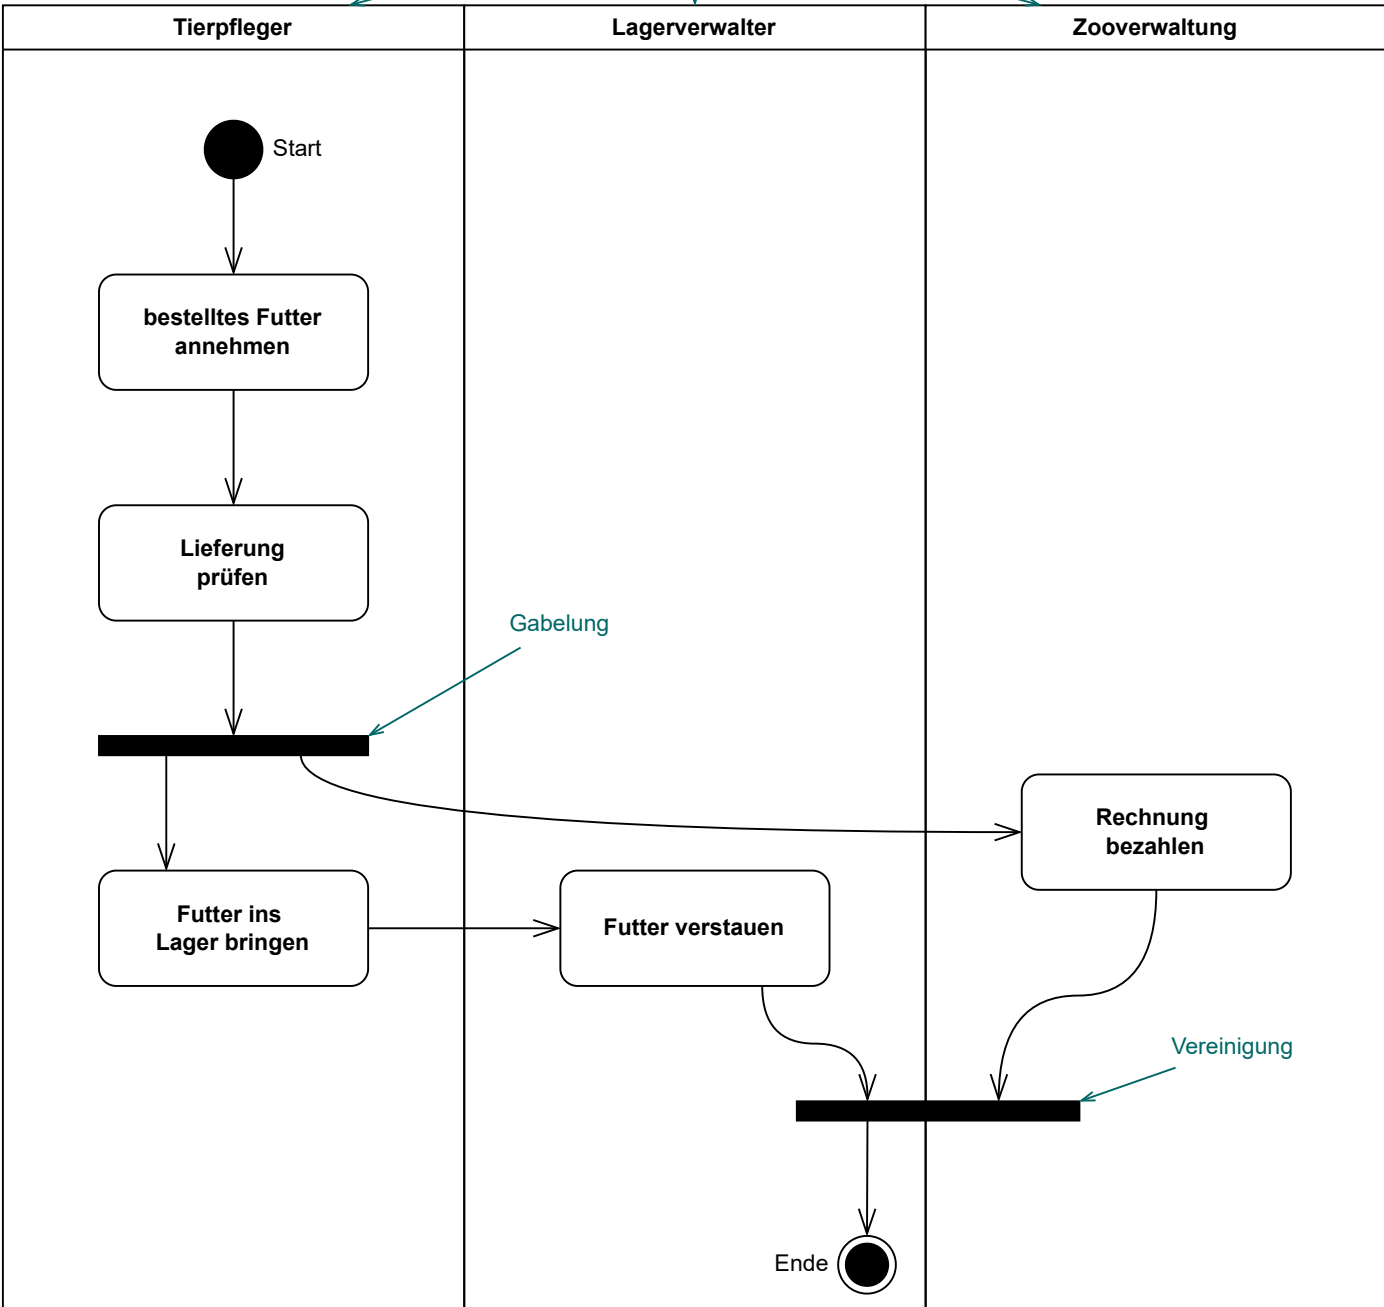 Tierpfleger
Lagerverwalter
Zooverwaltung
Start
bestelltes Futter
annehmen
Lieferung
prüfen
Gabelung
Rechnung
bezahlen
Futter ins
Lager bringen
Futter verstauen
Vereinigung
Ende